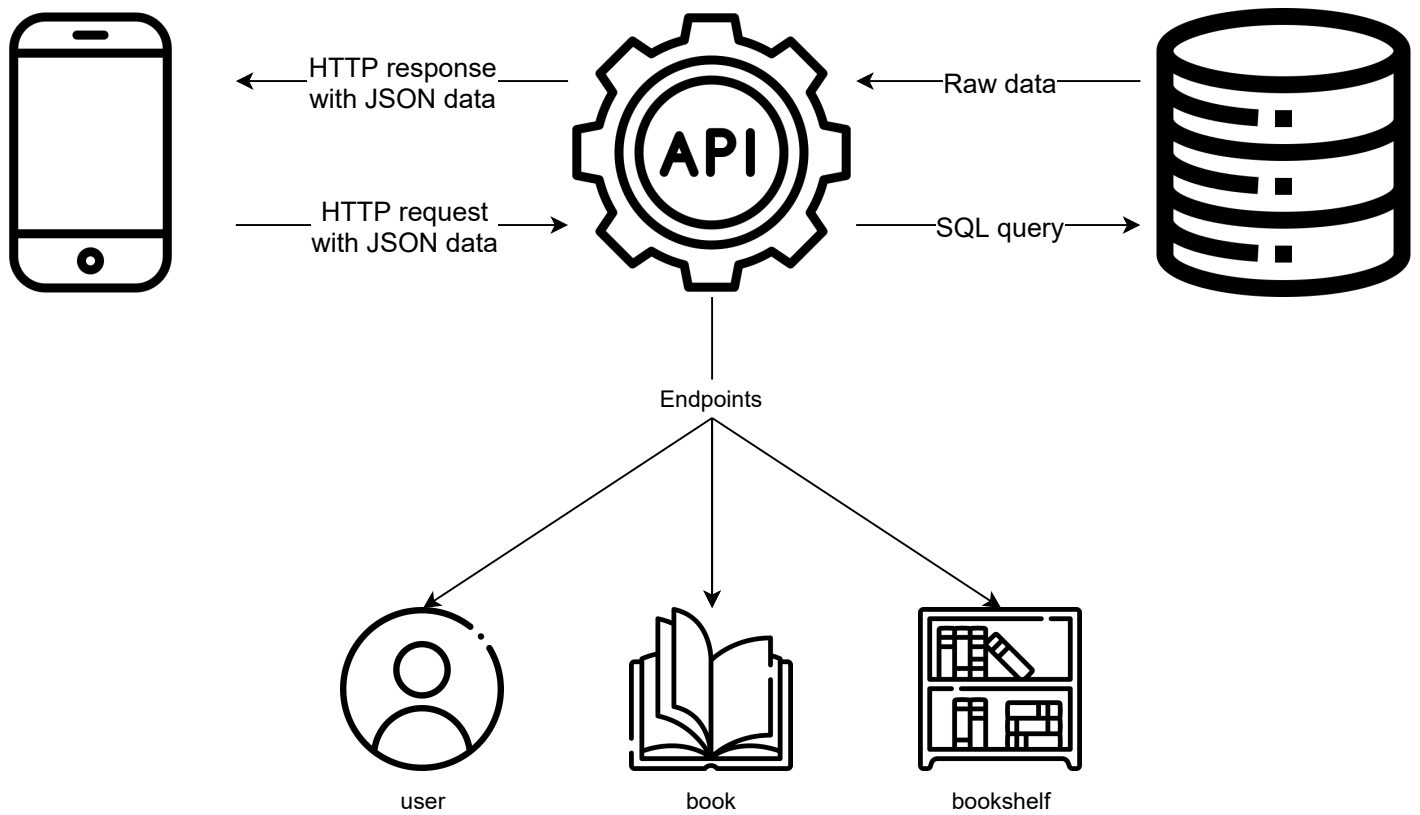 HTTP response
with JSON data
Raw data
API
HTTP request
with JSON data
SQL query
Endpoints
user
book
bookshelf